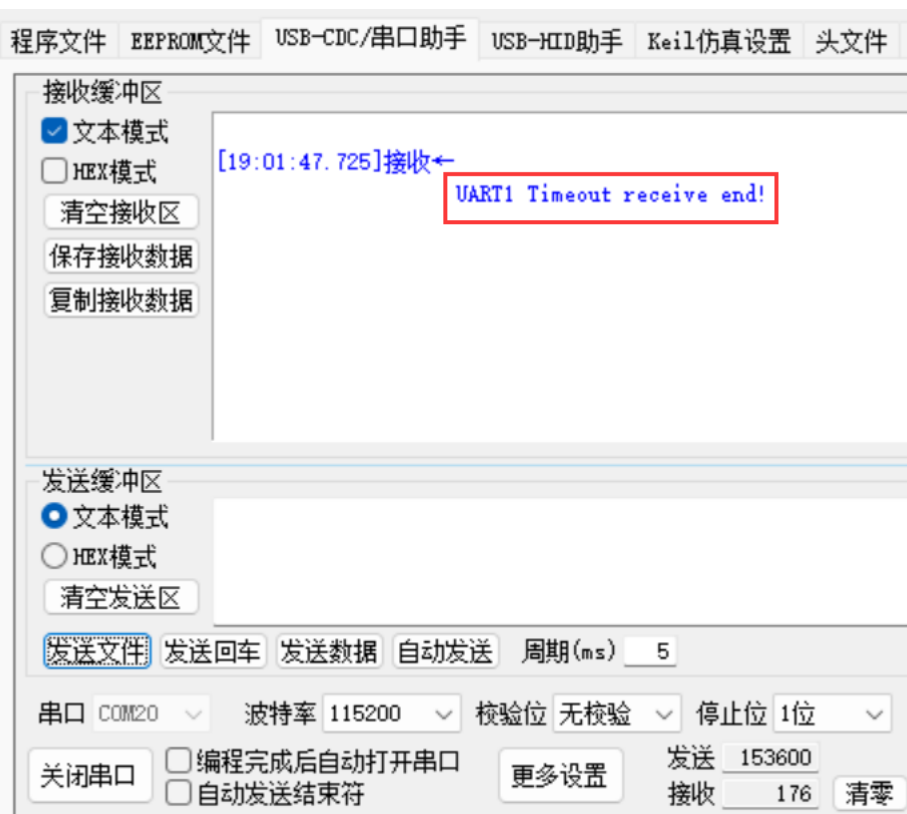 程序文件 EEPROM文件 USB-CDC/串口助手 USB-HID助手 Keil仿真设置 头文件
接收缓冲区
文本模式
HEX模式
清空接收区
保存接收数据
复制接收数据
[19:01:47.725]接收←
UART1 Timeout receive end!
发送缓冲区
文本模式
HEX模式
清空发送区
发送文件 发送回车 发送数据 自动发送 周期(ms) 5
串口 COM20 波特率 115200 校验位 无校验 停止位 1位
关闭串口 编程完成后自动打开串口 更多设置 发送 153600
自动发送结束符 接收 176 清零